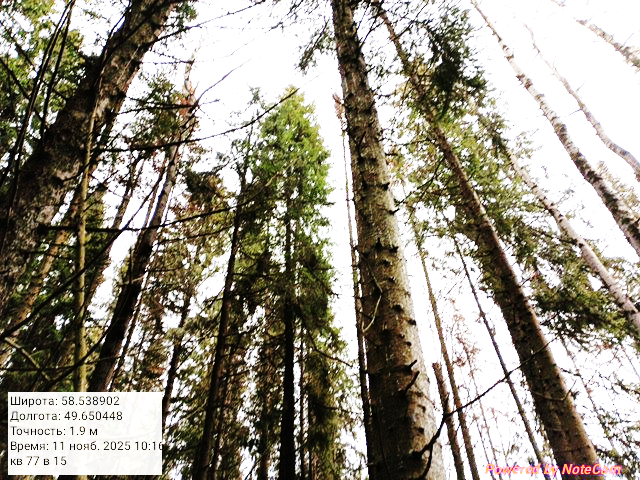 Широта: 58.538902
Долгота: 49.650448
Точность: 1.9 м
Время: 11 нояб. 2025 10:16
кв 77 в 15
Powered by NoteCam